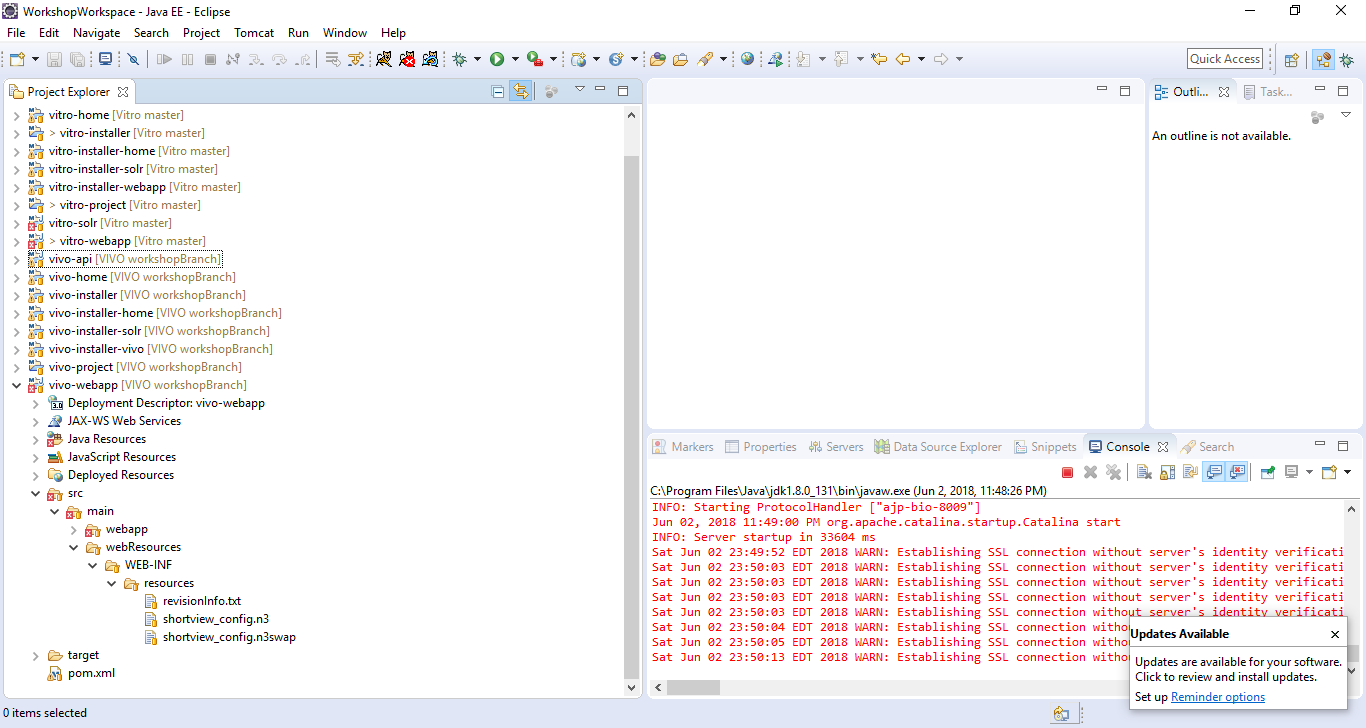 WorkshopWorkspace - Java EE - Eclipse
File Edit Navigate Search Project Tomcat Run Window Help
Quick Access
Project Explorer
vitro-home [Vitro master]
> vitro-installer [Vitro master]
vitro-installer-home [Vitro master]
vitro-installer-solr [Vitro master]
vitro-installer-webapp [Vitro master]
> vitro-project [Vitro master]
vitro-solr [Vitro master]
> vitro-webapp [Vitro master]
vivo-api [VIVO workshopBranch]
vivo-home [VIVO workshopBranch]
vivo-installer [VIVO workshopBranch]
vivo-installer-home [VIVO workshopBranch]
vivo-installer-solr [VIVO workshopBranch]
vivo-installer-vivo [VIVO workshopBranch]
vivo-project [VIVO workshopBranch]
vivo-webapp [VIVO workshopBranch]
Deployment Descriptor: vivo-webapp
JAX-WS Web Services
Java Resources
JavaScript Resources
Deployed Resources
src
main
webapp
webResources
WEB-INF
resources
revisionInfo.txt
shortview_config.n3
shortview_config.n3swap
target
pom.xml
0 items selected
Outli... Task...
An outline is not available.
Markers Properties Servers Data Source Explorer Snippets Console Search
C:\Program Files\Java\jdk1.8.0_131\bin\javaw.exe (Jun 2, 2018, 11:48:26 PM)
INFO: Starting ProtocolHandler ["ajp-bio-8009"]
Jun 02, 2018 11:49:00 PM org.apache.catalina.startup.Catalina start
INFO: Server startup in 33604 ms
Sat Jun 02 23:49:52 EDT 2018 WARN: Establishing SSL connection without server's identity verificati
Sat Jun 02 23:50:03 EDT 2018 WARN: Establishing SSL connection without server's identity verificati
Sat Jun 02 23:50:03 EDT 2018 WARN: Establishing SSL connection without server's identity verificati
Sat Jun 02 23:50:03 EDT 2018 WARN: Establishing SSL connection without server's identity verificati
Sat Jun 02 23:50:03 EDT 2018 WARN: Establishing SSL connection without server's identity verificati
Sat Jun 02 23:50:04 EDT 2018 WARN: Establishing SSL connection witho
Sat Jun 02 23:50:05 EDT 2018 WARN: Establishing SSL connection witho
Sat Jun 02 23:50:13 EDT 2018 WARN: Establishing SSL connection witho
Updates Available
Updates are available for your software.
Click to review and install updates.
Set up Reminder options